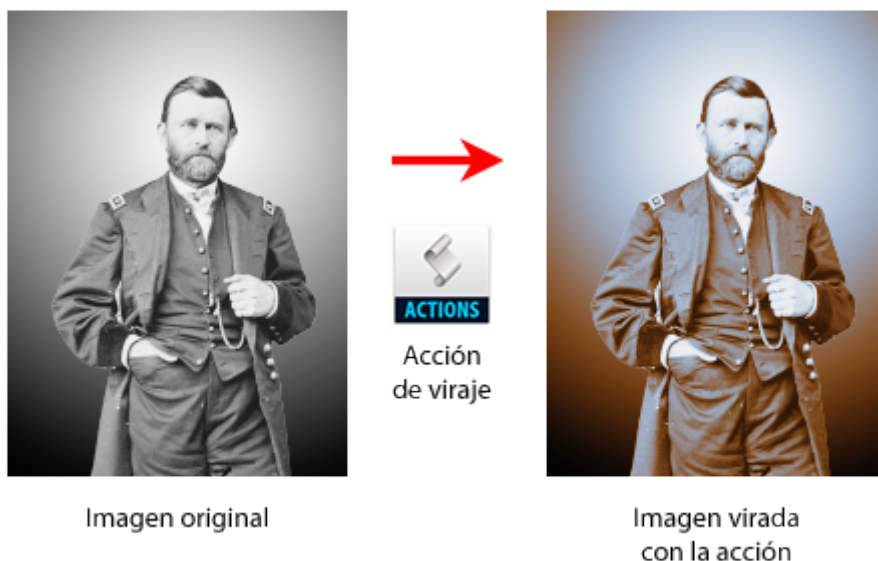 ACTIONS
Acción
de viraje
Imagen original
Imagen virada
con la acción